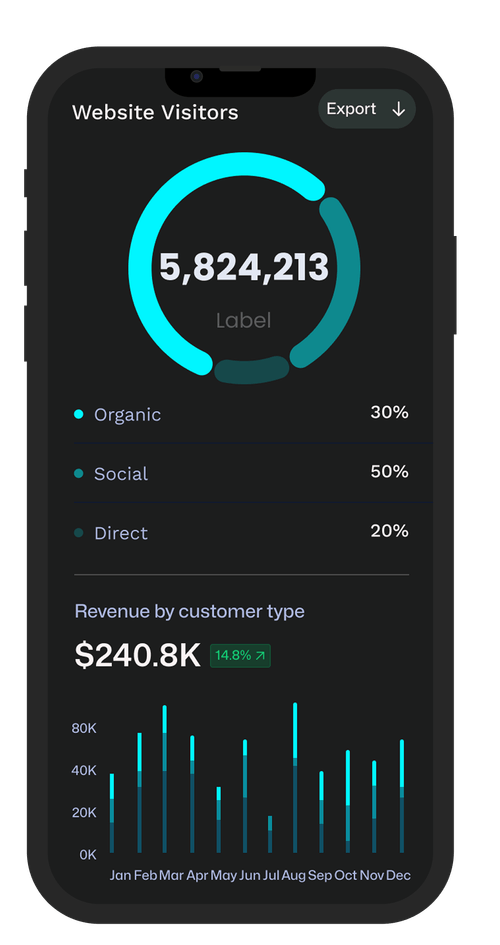 Website Visitors
Export
5,824,213
Label
Organic 30%
Social 50%
Direct 20%
Revenue by customer type
$240.8K 14.8%
80K
40K
20K
0K
Jan Feb Mar Apr May Jun Jul Aug Sep Oct Nov Dec